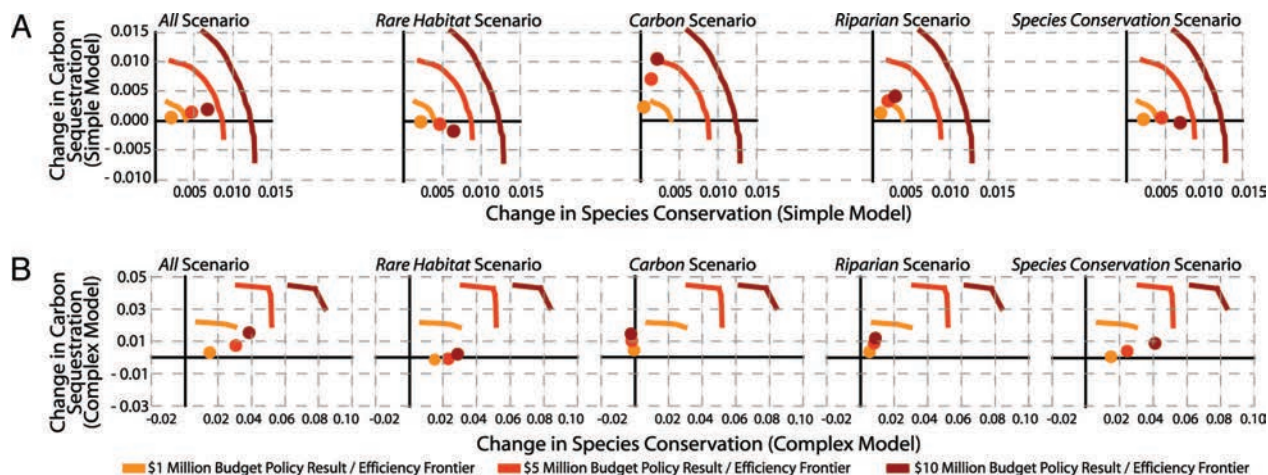 A
All Scenario Rare Habitat Scenario Carbon Scenario Riparian Scenario Species Conservation Scenario
Change in Carbon
Sequestration
(Simple Model)
0.015
0.010
0.005
0.000
- 0.005
- 0.010
0.005 0.010 0.015 0.005 0.010 0.015 0.005 0.010 0.015 0.005 0.010 0.015 0.005 0.010 0.015
Change in Species Conservation (Simple Model)
B
All Scenario Rare Habitat Scenario Carbon Scenario Riparian Scenario Species Conservation Scenario
Change in Carbon
Sequestration
(Complex Model)
0.05
0.03
0.01
-0.01
-0.03
-0.02 0.02 0.04 0.06 0.08 0.10 -0.02 0.02 0.04 0.06 0.08 0.10 -0.02 0.02 0.04 0.06 0.08 0.10 -0.02 0.02 0.04 0.06 0.08 0.10 -0.02 0.02 0.04 0.06 0.08 0.10
Change in Species Conservation (Complex Model)
$1 Million Budget Policy Result / Efficiency Frontier $5 Million Budget Policy Result / Efficiency Frontier $10 Million Budget Policy Result / Efficiency Frontier